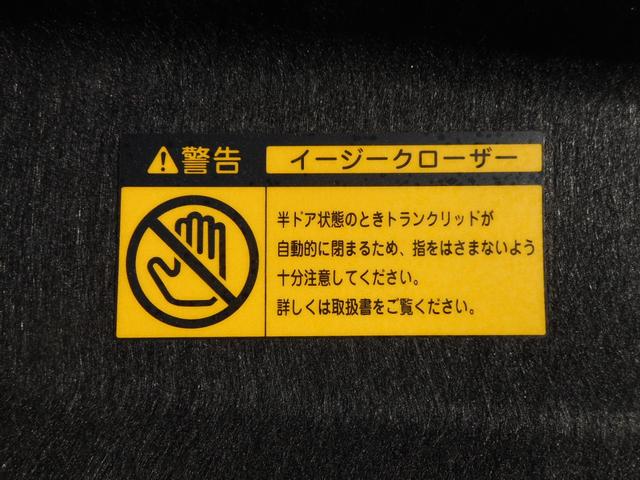 警告
イージークローザー
半ドア状態のときトランクリッドが
自動的に閉まるため、指をはさまないよう
十分注意してください。
詳しくは取扱書をご覧ください。